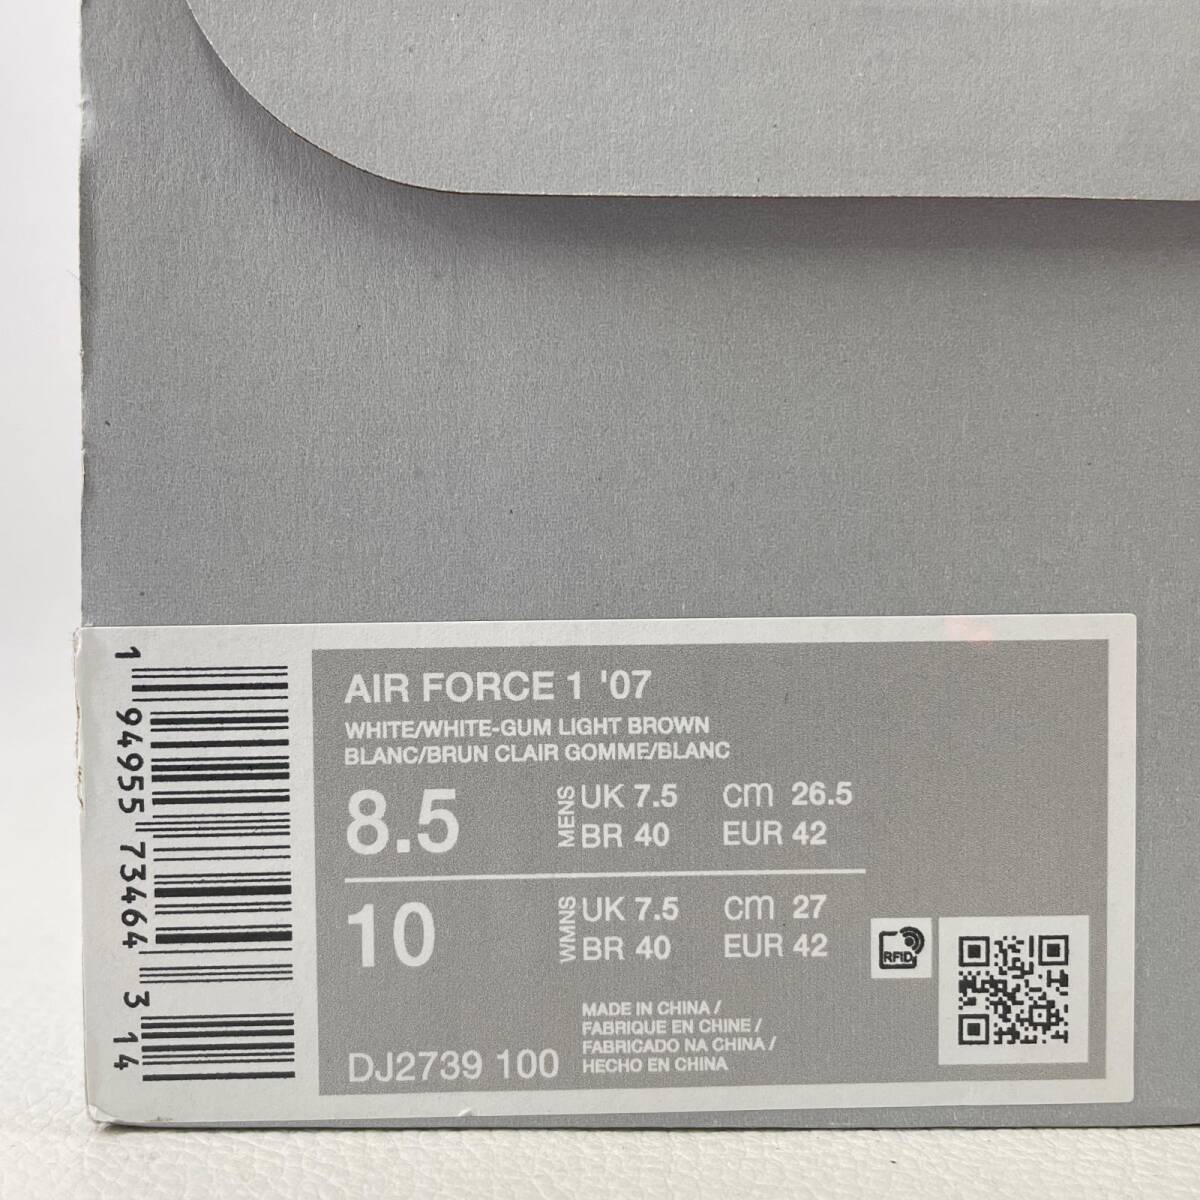 AIR FORCE 1 '07
WHITE/WHITE-GUM LIGHT BROWN
BLANC/BRUN CLAIR GOMME/BLANC
8.5
MENS
UK 7.5 cm 26.5
BR 40 EUR 42
10
WMNS
UK 7.5 cm 27
BR 40 EUR 42
RFID
MADE IN CHINA /
FABRIQUE EN CHINE /
FABRICADO NA CHINA /
HECHO EN CHINA
DJ2739 100
1 94955 73464 3 14